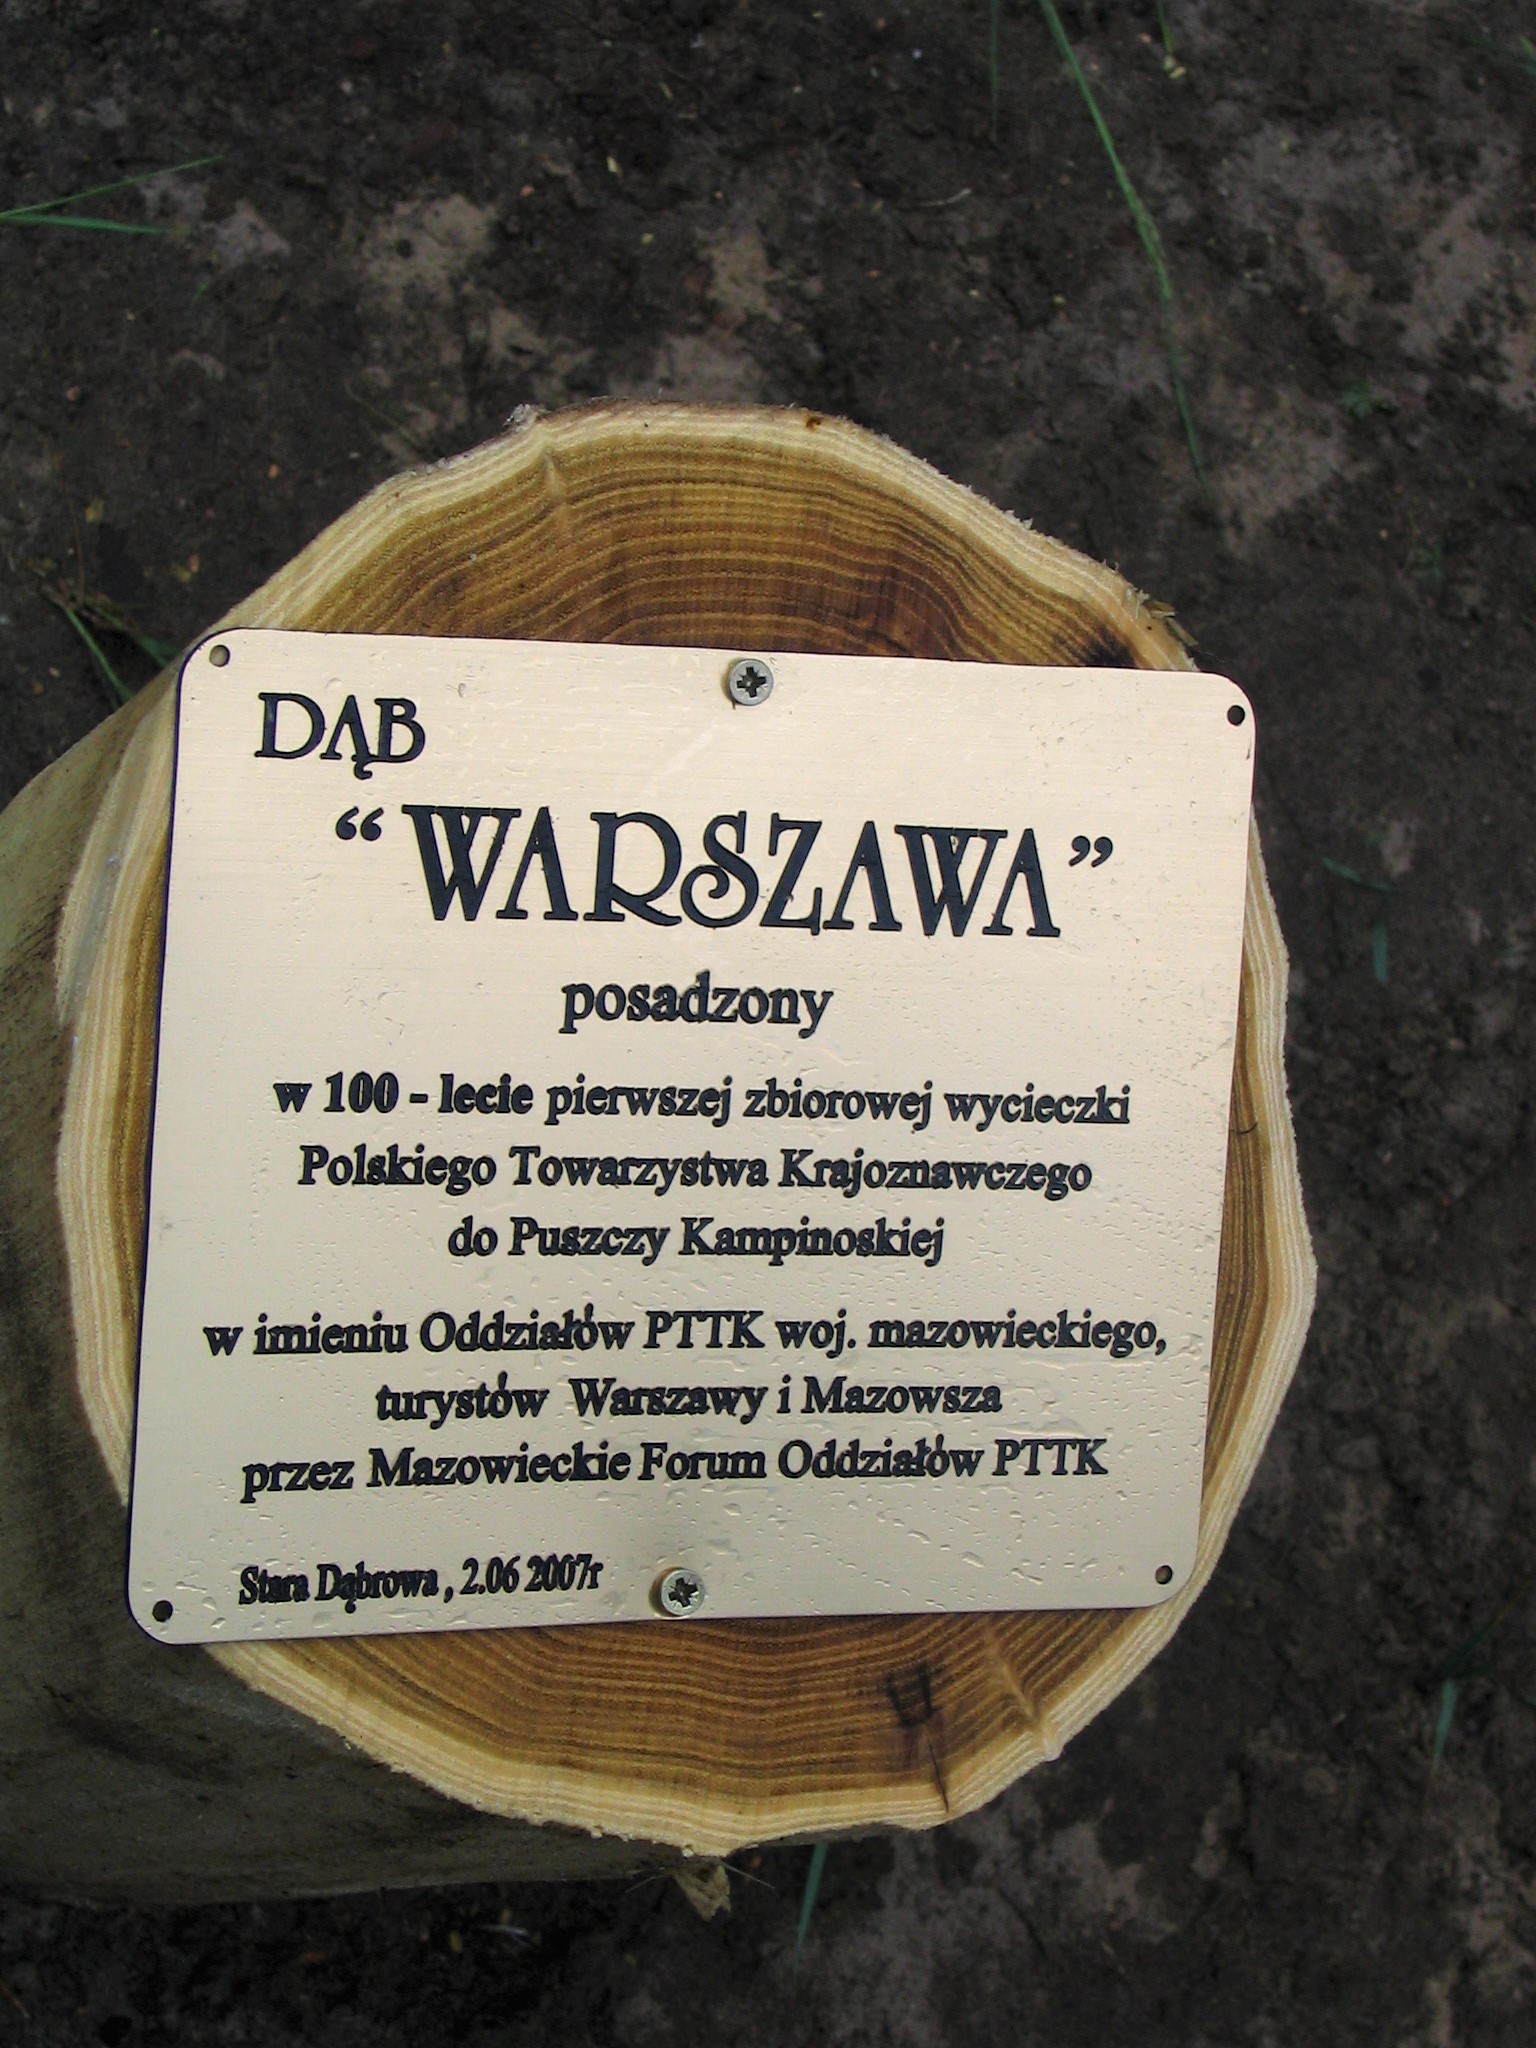 DĄB
“WARSZAWA”
posadzony
w 100 - lecie pierwszej zbiorowej wycieczki
Polskiego Towarzystwa Krajoznawczego
do Puszczy Kampinoskiej
w imieniu Oddziałów PTTK woj. mazowieckiego,
turystów Warszawy i Mazowsza
przez Mazowieckie Forum Oddziałów PTTK
Stara Dąbrowa , 2.06 2007r